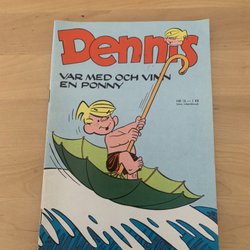 Dennis
VAR MED OCH VINN
EN PONNY